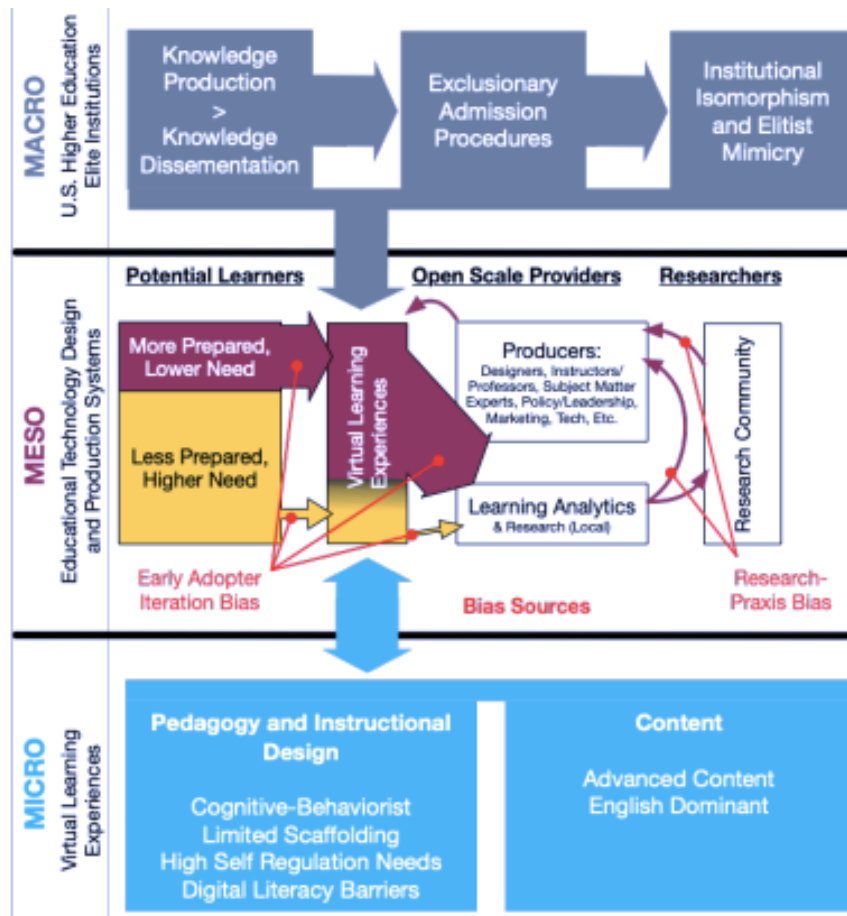 MACRO
U.S. Higher Education
Elite Institutions
Knowledge
Production
>
Knowledge
Dissementation
Exclusionary
Admission
Procedures
Institutional
Isomorphism
and Elitist
Mimicry
MESO
Educational Technology Design
and Production Systems
Potential Learners
Open Scale Providers
Researchers
More Prepared,
Lower Need
Less Prepared,
Higher Need
Virtual Learning
Experiences
Producers:
Designers, Instructors/
Professors, Subject Matter
Experts, Policy/Leadership,
Marketing, Tech, Etc.
Learning Analytics
& Research (Local)
Research Community
Early Adopter
Iteration Bias
Bias Sources
Research-
Praxis Bias
MICRO
Virtual Learning
Experiences
Pedagogy and Instructional
Design
Cognitive-Behaviorist
Limited Scaffolding
High Self Regulation Needs
Digital Literacy Barriers
Content
Advanced Content
English Dominant